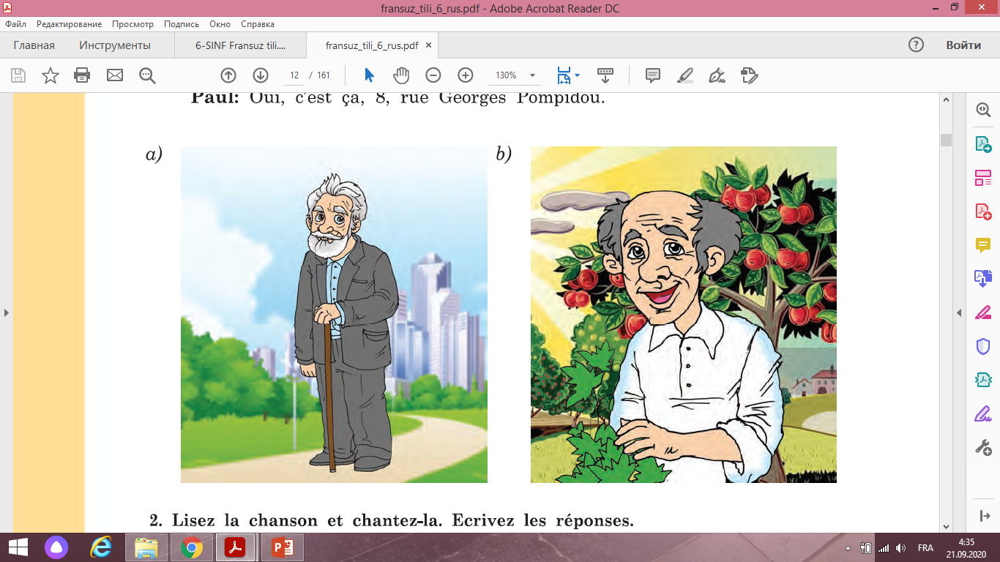 fransuz_tili_6_rus.pdf - Adobe Acrobat Reader DC
Файл Редактирование Просмотр Подпись Окно Справка
Главная Инструменты 6-SINF Fransuz tili.... fransuz_tili_6_rus.pdf × ? Войти
12 / 161 130%
Paul: Oui, c'est ça, 8, rue Georges Pompidou.
a) b)
2. Lisez la chanson et chantez-la. Ecrivez les réponses.
FRA 4:35
21.09.2020